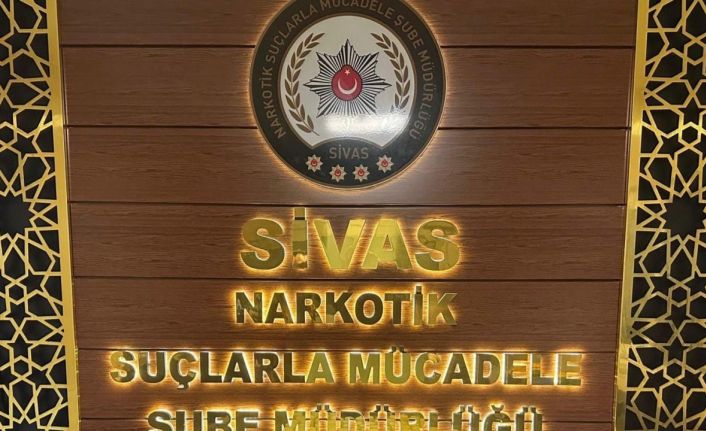 NARKOTİK SUÇLARLA MÜCADELE ŞUBE MÜDÜRLÜĞÜ
SİVAS
SİVAS
NARKOTİK
SUÇLARLA MÜCADELE
ŞUBE MÜDÜRLÜĞÜ